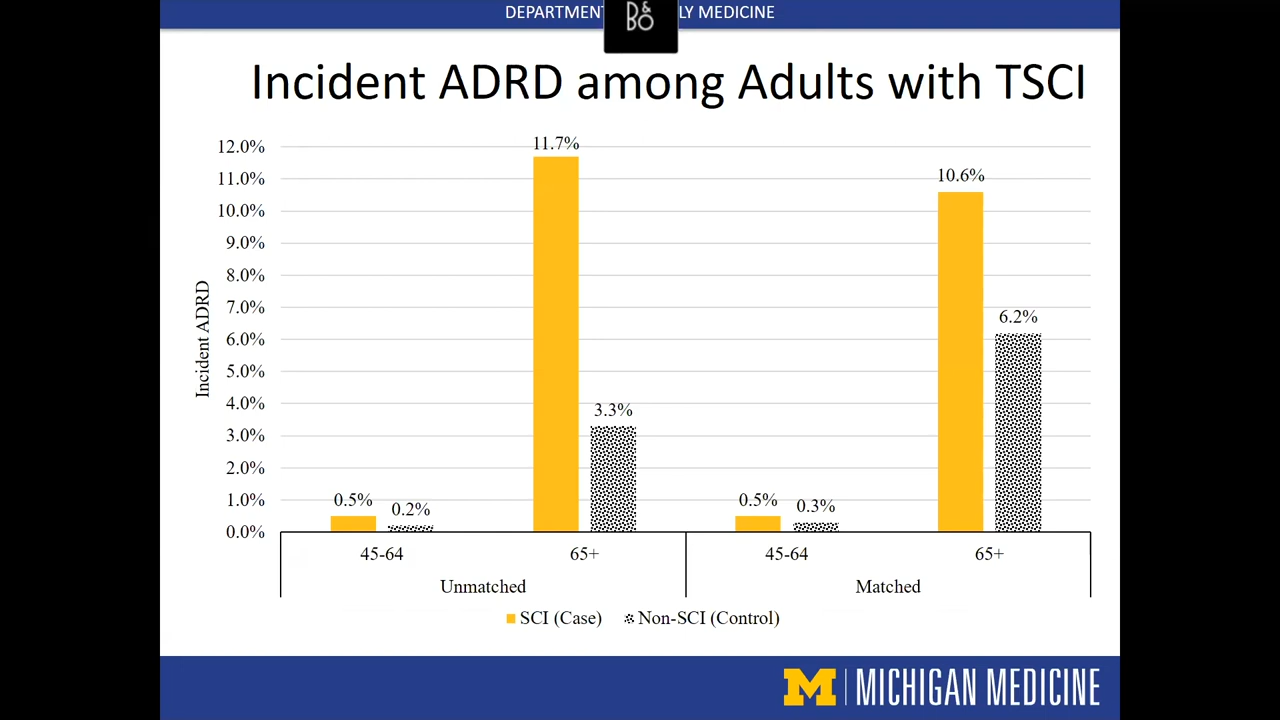 DEPARTMENT LY MEDICINE
B&
BO
Incident ADRD among Adults with TSCI
12.0%
11.0%
10.0%
9.0%
8.0%
7.0%
6.0%
5.0%
4.0%
3.0%
2.0%
1.0%
0.0%
Incident ADRD
0.5%
0.2%
11.7%
3.3%
0.5%
0.3%
10.6%
6.2%
45-64
65+
45-64
65+
Unmatched
Matched
SCI (Case)
Non-SCI (Control)
M MICHIGAN MEDICINE